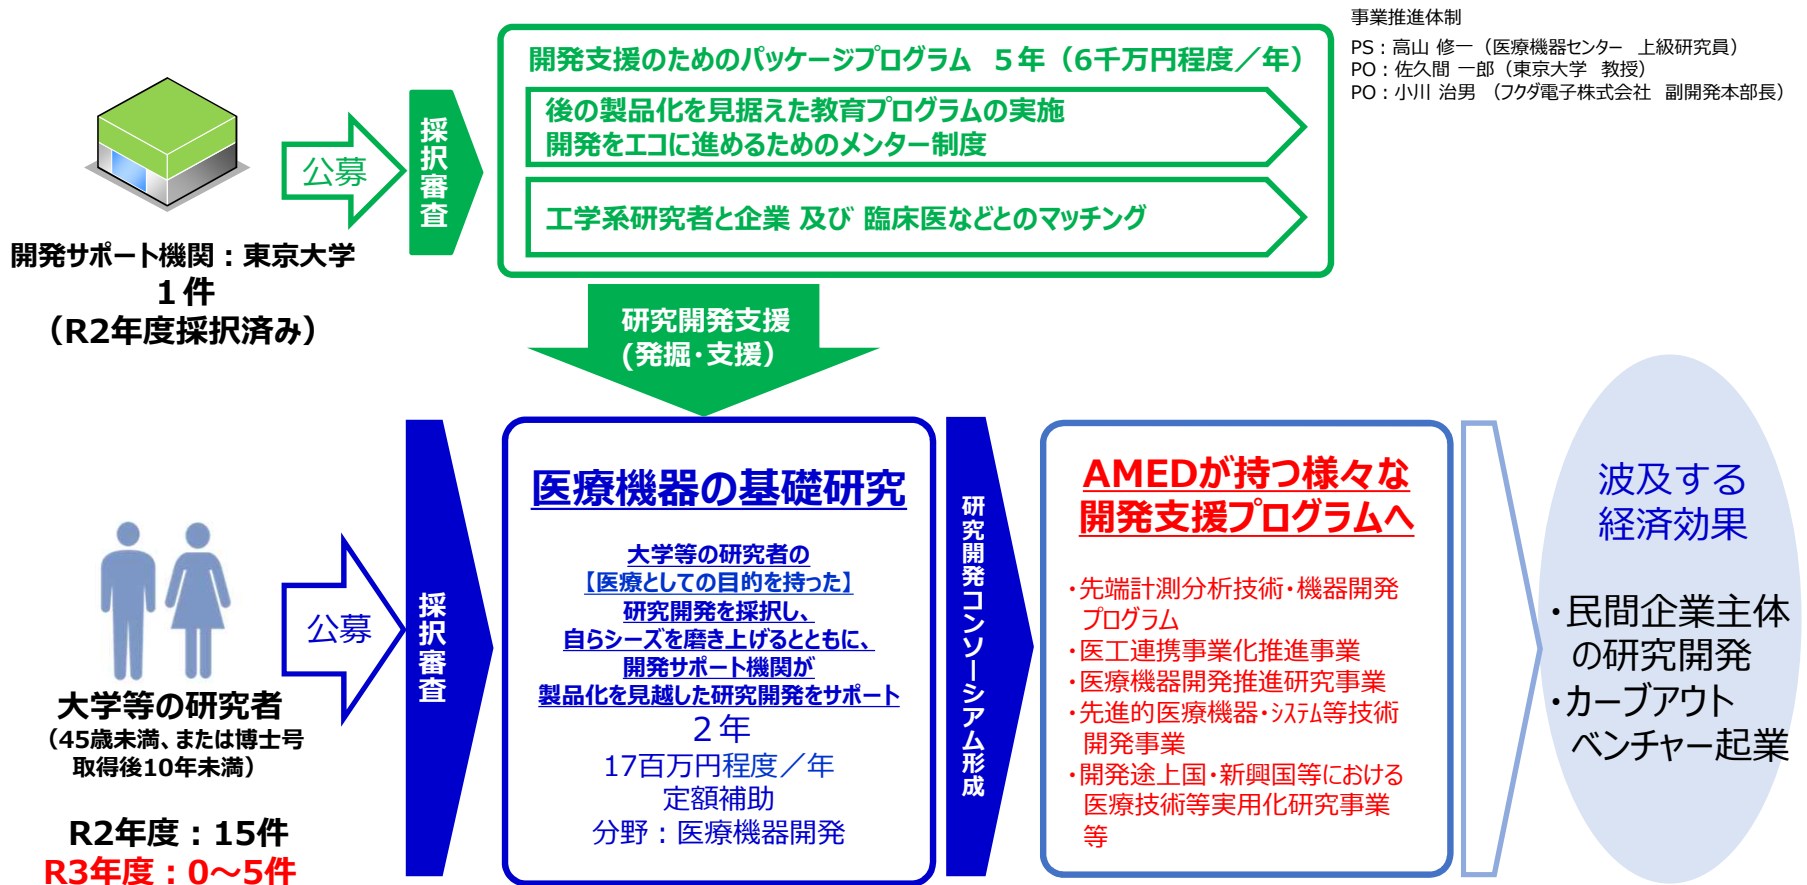 事業推進体制
PS：高山 修一（医療機器センター　上級研究員）
PO：佐久間 一郎（東京大学　教授）
PO：小川 治男 （フクダ電子株式会社　副開発本部長）
開発支援のためのパッケージプログラム　５年（6千万円程度／年）
後の製品化を見据えた教育プログラムの実施
開発をエコに進めるためのメンター制度
工学系研究者と企業 及び 臨床医などとのマッチング
公募
採択審査
開発サポート機関：東京大学
１件
（R2年度採択済み）
研究開発支援
(発掘・支援）
大学等の研究者
（45歳未満、または博士号
取得後10年未満）
R2年度：15件
R3年度：0～5件
公募
採択審査
医療機器の基礎研究
大学等の研究者の
【医療としての目的を持った】
研究開発を採択し、
自らシーズを磨き上げるとともに、
開発サポート機関が
製品化を見越した研究開発をサポート
２年
17百万円程度／年
定額補助
分野：医療機器開発
研究開発コンソーシアム形成
AMEDが持つ様々な
開発支援プログラムへ
・先端計測分析技術・機器開発
プログラム
・医工連携事業化推進事業
・医療機器開発推進研究事業
・先進的医療機器・システム等技術
開発事業
・開発途上国・新興国等における
医療技術等実用化研究事業
等
波及する
経済効果
・民間企業主体
の研究開発
・カーブアウト
ベンチャー起業